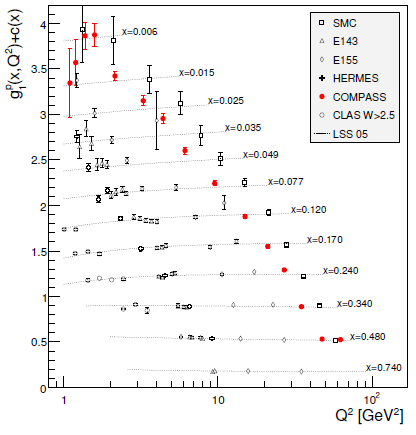 g₁ᵖ(x,Q²)+c(x)
4
3.5
3
2.5
2
1.5
1
0.5
0
1
10
10²
Q² [GeV²]
x=0.006
x=0.015
x=0.025
x=0.035
x=0.049
x=0.077
x=0.120
x=0.170
x=0.240
x=0.340
x=0.480
x=0.740
SMC
E143
E155
HERMES
COMPASS
CLAS W>2.5
LSS 05